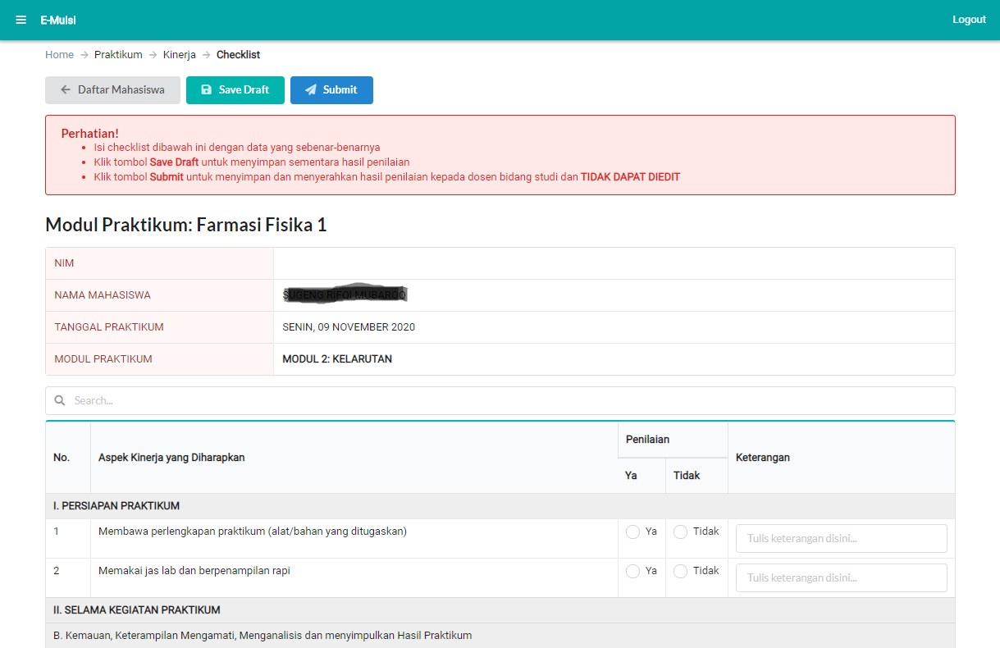 E-Mulsi
Logout
Home → Praktikum → Kinerja → Checklist
Daftar Mahasiswa
Save Draft
Submit
Perhatian!
• Isi checklist dibawah ini dengan data yang sebenar-benarnya
• Klik tombol Save Draft untuk menyimpan sementara hasil penilaian
• Klik tombol Submit untuk menyimpan dan menyerahkan hasil penilaian kepada dosen bidang studi dan TIDAK DAPAT DIEDIT
Modul Praktikum: Farmasi Fisika 1
NIM
NAMA MAHASISWA
TANGGAL PRAKTIKUM SENIN, 09 NOVEMBER 2020
MODUL PRAKTIKUM MODUL 2: KELARUTAN
Search...
No. Aspek Kinerja yang Diharapkan Penilaian Keterangan
Ya Tidak
I. PERSIAPAN PRAKTIKUM
1 Membawa perlengkapan praktikum (alat/bahan yang ditugaskan) Ya Tidak Tulis keterangan disini...
2 Memakai jas lab dan berpenampilan rapi Ya Tidak Tulis keterangan disini...
II. SELAMA KEGIATAN PRAKTIKUM
B. Kemauan, Keterampilan Mengamati, Menganalisis dan menyimpulkan Hasil Praktikum